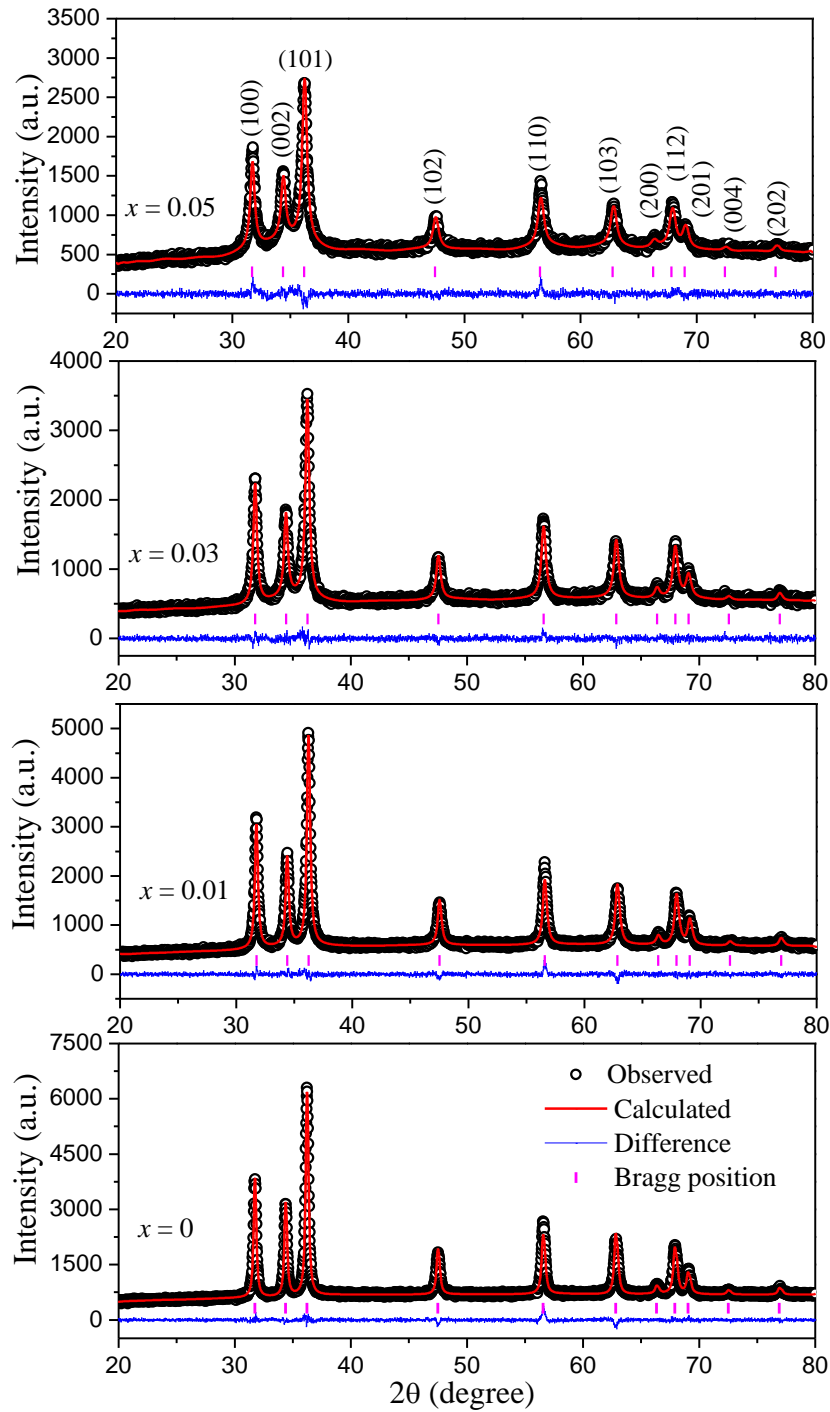 3500
3000
2500
2000
1500
1000
500
0
Intensity (a.u.)
x = 0.05
(100)
(002)
(101)
(102)
(110)
(103)
(200)
(112)
(201)
(004)
(202)
20 30 40 50 60 70 80
4000
3000
2000
1000
0
Intensity (a.u.)
x = 0.03
20 30 40 50 60 70 80
5000
4000
3000
2000
1000
0
Intensity (a.u.)
x = 0.01
20 30 40 50 60 70 80
7500
6000
4500
3000
1500
0
Intensity (a.u.)
x = 0
Observed
Calculated
Difference
Bragg position
20 30 40 50 60 70 80
2θ (degree)